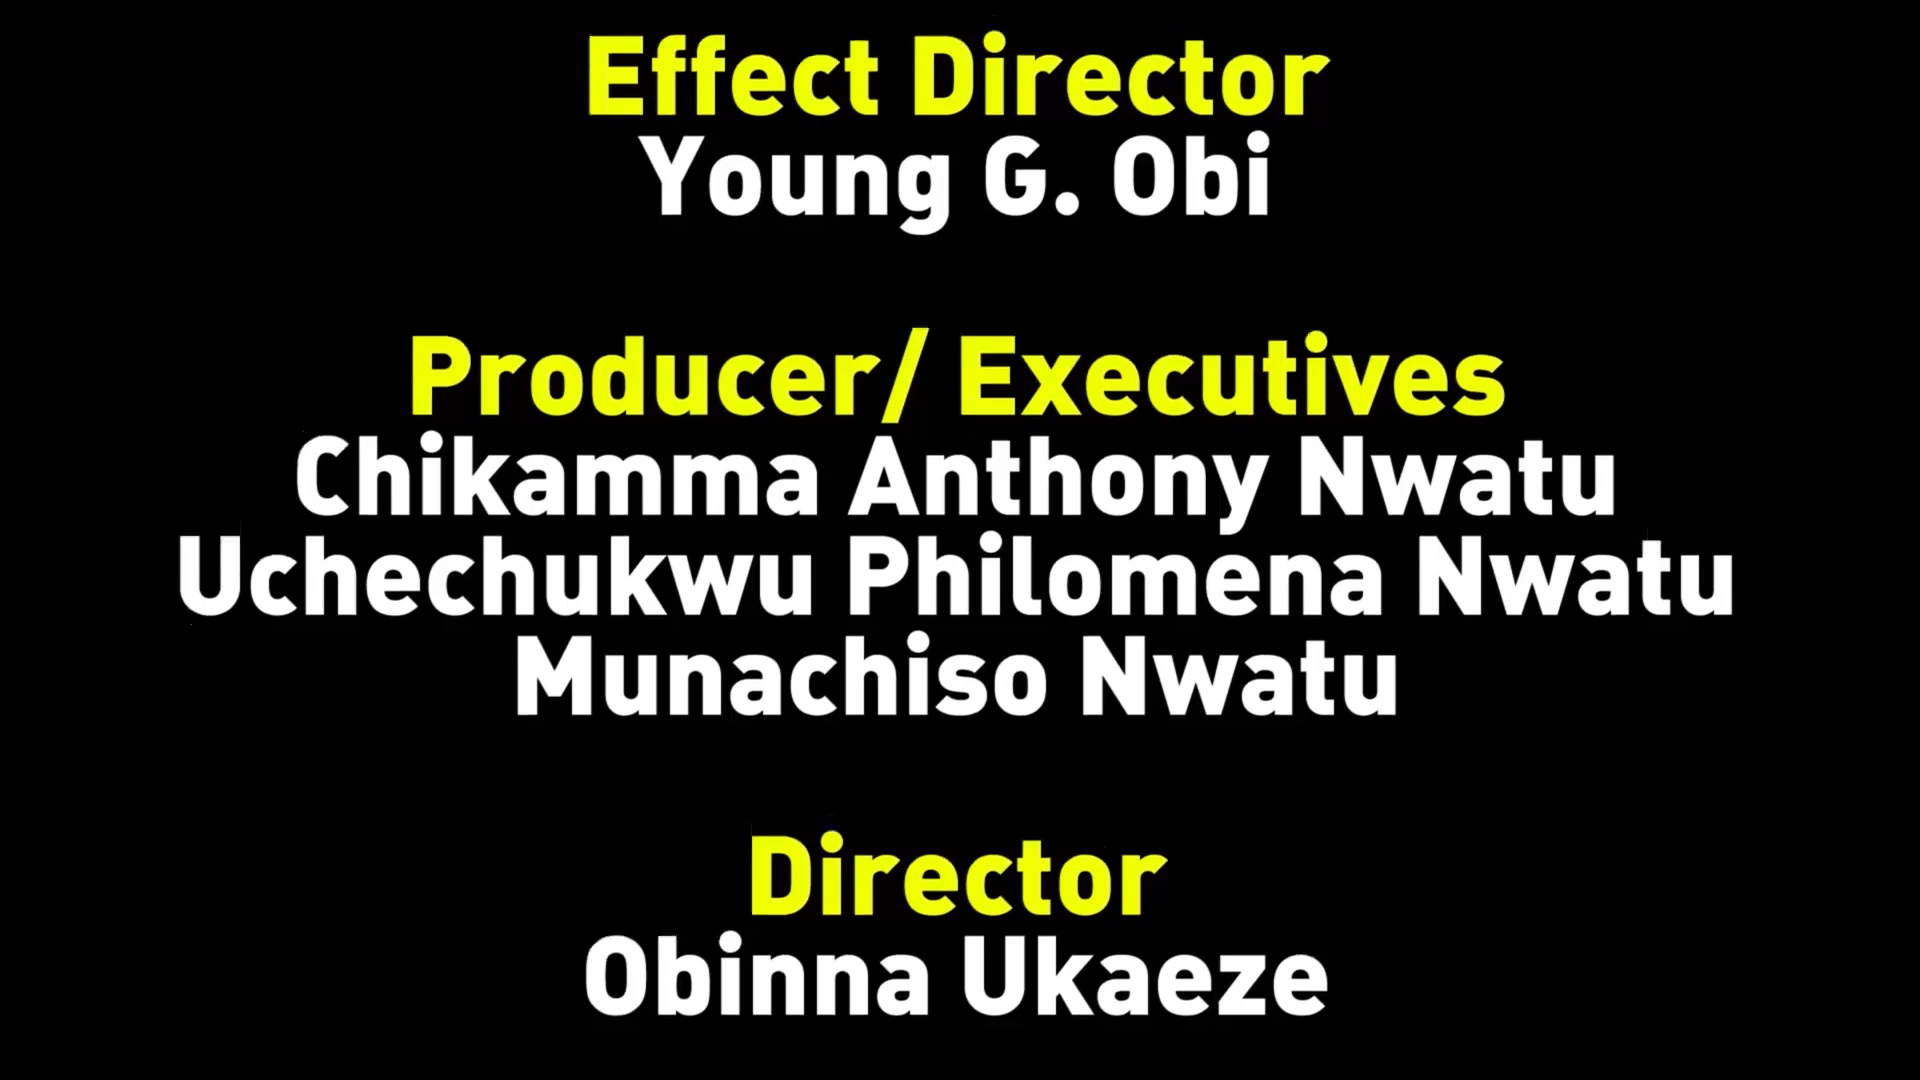 Effect Director
Young G. Obi
Producer/ Executives
Chikamma Anthony Nwatu
Uchechukwu Philomena Nwatu
Munachiso Nwatu
Director
Obinna Ukaeze